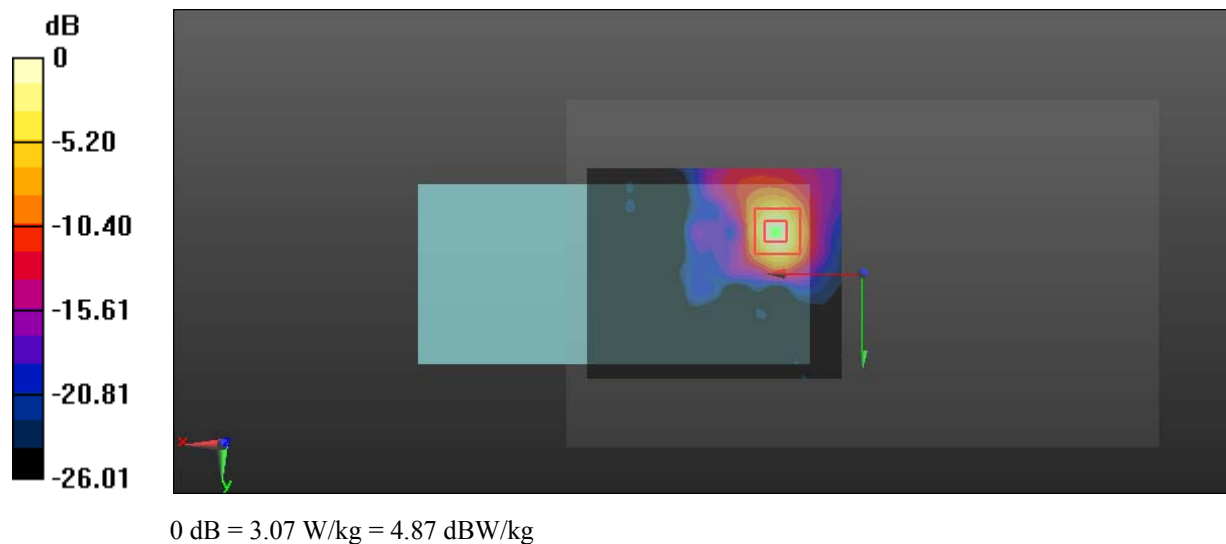 dB
0
-5.20
-10.40
-15.61
-20.81
-26.01
x
y
0 dB = 3.07 W/kg = 4.87 dBW/kg